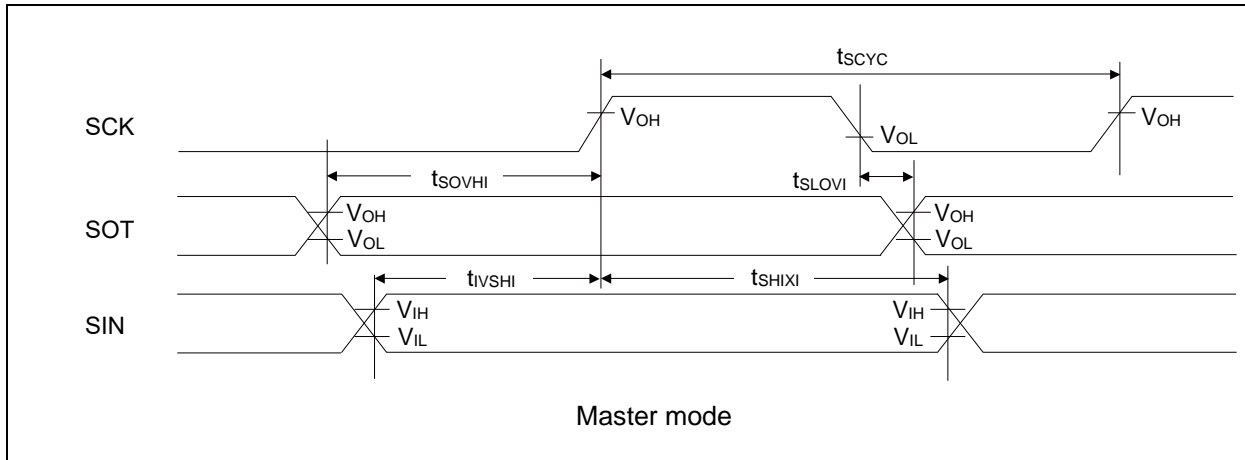 tSCYC
SCK
VOH
VOL
VOH
tSOVHI
tSLOVI
SOT
VOH
VOL
VOH
VOL
tIVSHI
tSHIXI
SIN
VIH
VIL
VIH
VIL
Master mode